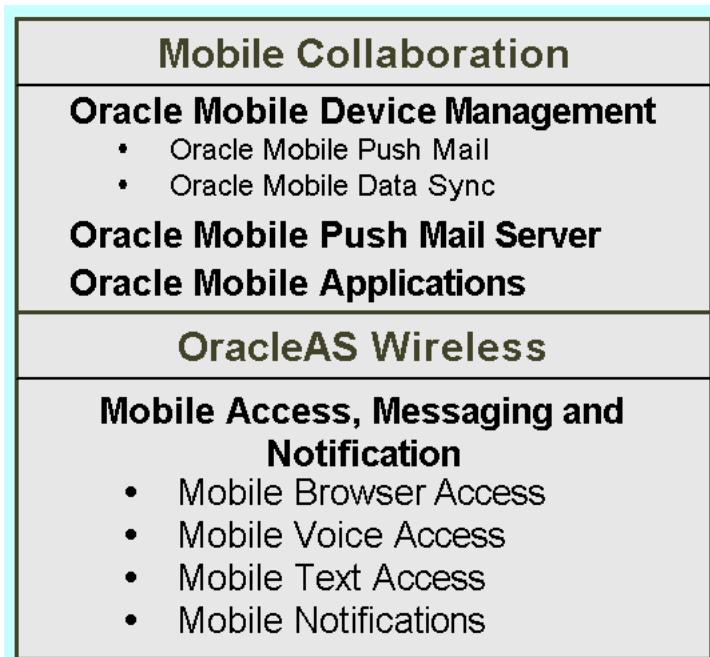 Mobile Collaboration
Oracle Mobile Device Management
• Oracle Mobile Push Mail
• Oracle Mobile Data Sync
Oracle Mobile Push Mail Server
Oracle Mobile Applications
OracleAS Wireless
Mobile Access, Messaging and
Notification
• Mobile Browser Access
• Mobile Voice Access
• Mobile Text Access
• Mobile Notifications